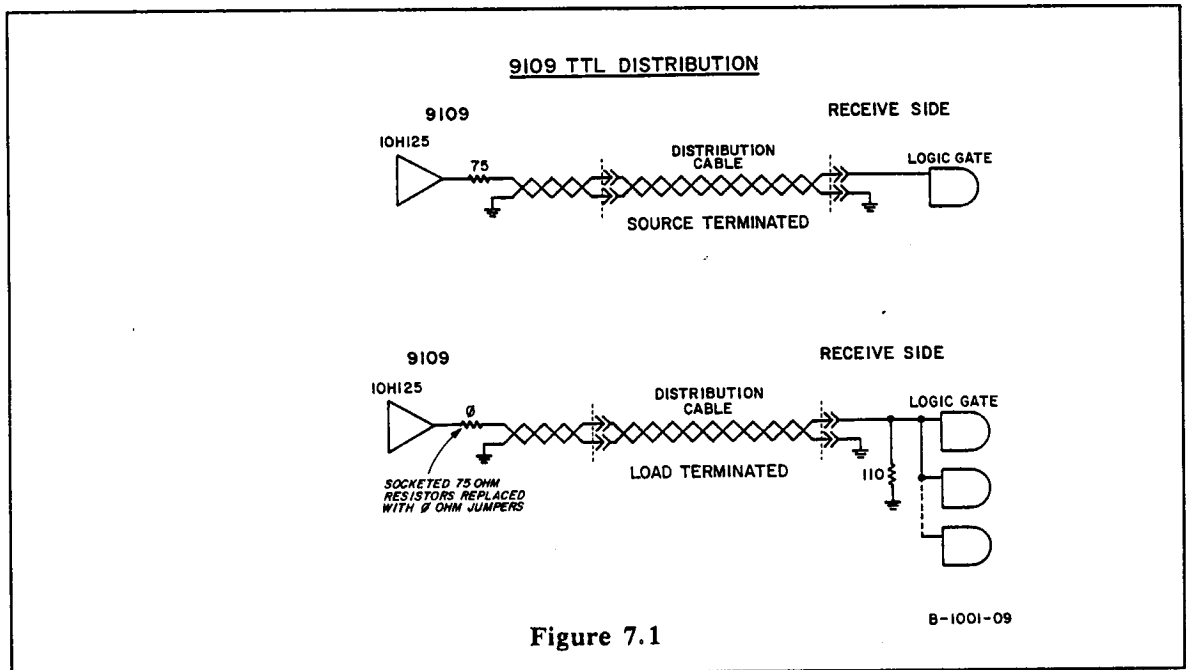 9109 TTL DISTRIBUTION
9109
RECEIVE SIDE
10H125
75
DISTRIBUTION
CABLE
LOGIC GATE
SOURCE TERMINATED
9109
RECEIVE SIDE
10H125
Ø
DISTRIBUTION
CABLE
LOGIC GATE
LOAD TERMINATED
110
SOCKETED 75 OHM
RESISTORS REPLACED
WITH Ø OHM JUMPERS
B-1001-09
Figure 7.1